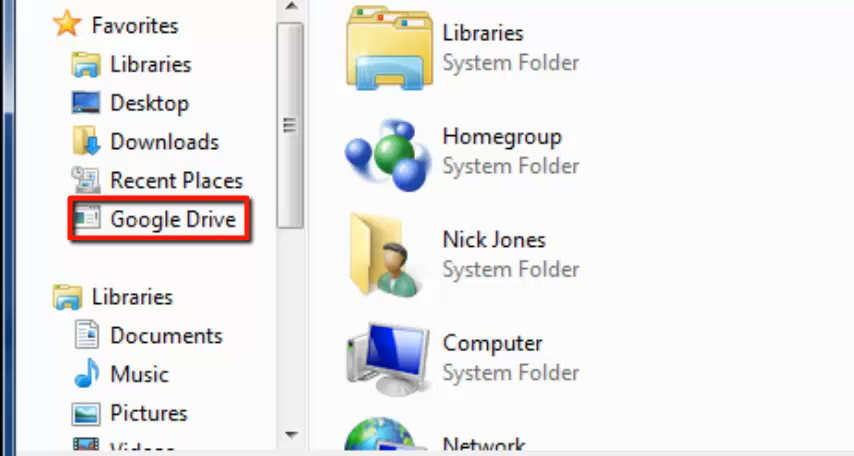 Favorites
Libraries
Desktop
Downloads
Recent Places
Google Drive
Libraries
Documents
Music
Pictures
Videos
Libraries
System Folder
Homegroup
System Folder
Nick Jones
System Folder
Computer
System Folder
Network